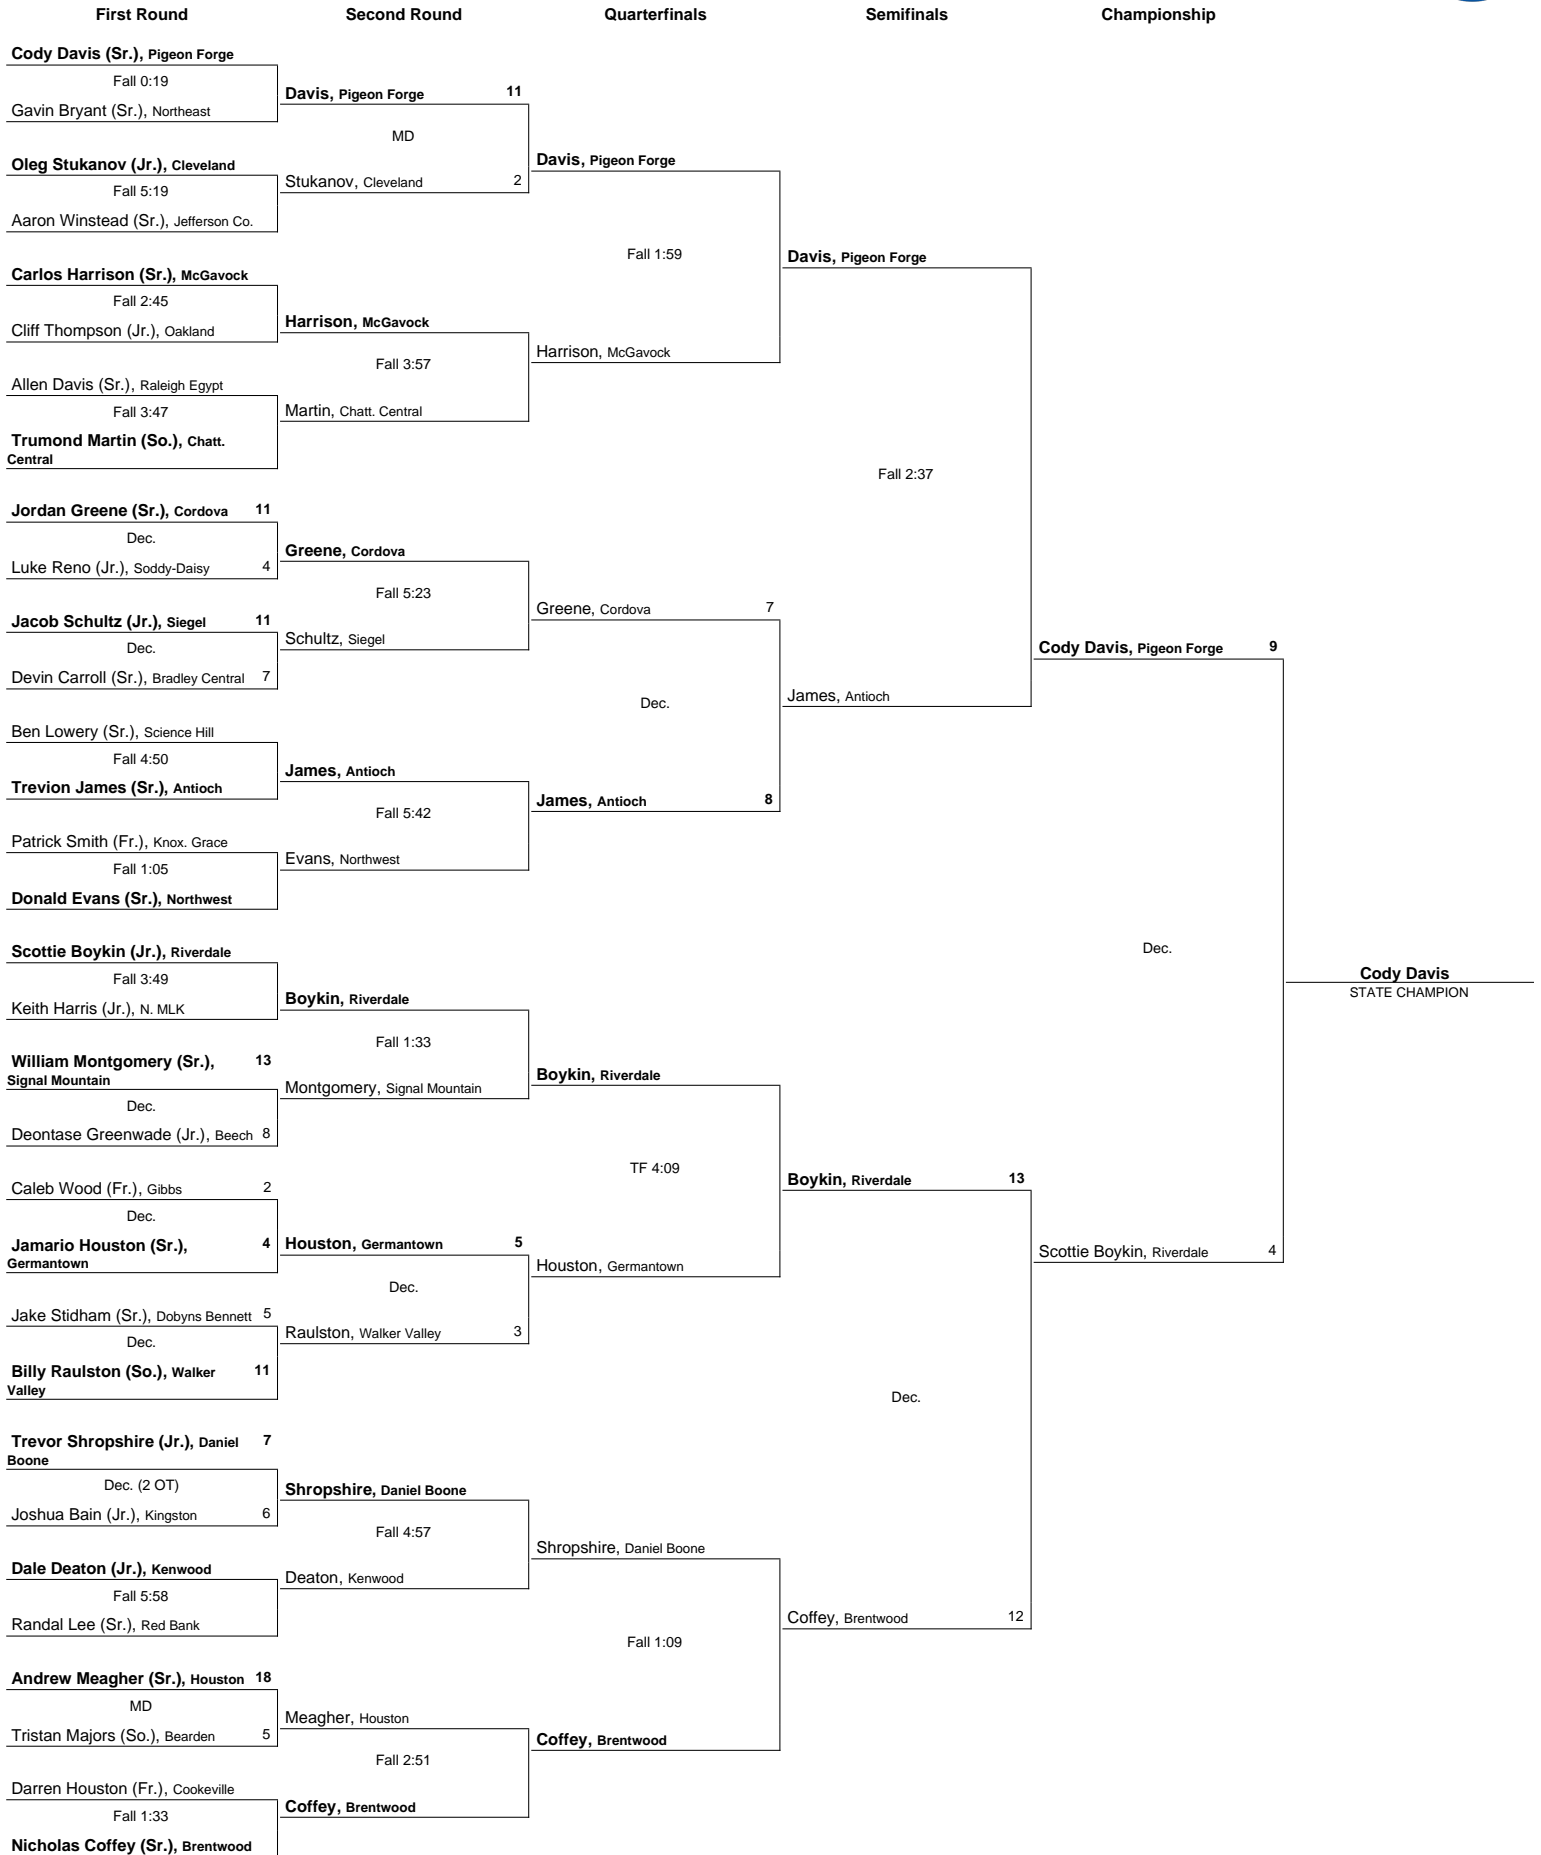 First Round Second Round Quarterfinals Semifinals Championship
Cody Davis (Sr.), Pigeon Forge
Fall 0:19
Gavin Bryant (Sr.), Northeast
Oleg Stukanov (Jr.), Cleveland
Fall 5:19
Aaron Winstead (Sr.), Jefferson Co.
Carlos Harrison (Sr.), McGavock
Fall 2:45
Cliff Thompson (Jr.), Oakland
Allen Davis (Sr.), Raleigh Egypt
Fall 3:47
Trumond Martin (So.), Chatt.
Central
Jordan Greene (Sr.), Cordova 11
Dec.
Luke Reno (Jr.), Soddy-Daisy 4
Jacob Schultz (Jr.), Siegel 11
Dec.
Devin Carroll (Sr.), Bradley Central 7
Ben Lowery (Sr.), Science Hill
Fall 4:50
Trevion James (Sr.), Antioch
Patrick Smith (Fr.), Knox. Grace
Fall 1:05
Donald Evans (Sr.), Northwest
Scottie Boykin (Jr.), Riverdale
Fall 3:49
Keith Harris (Jr.), N. MLK
William Montgomery (Sr.), 13
Signal Mountain
Dec.
Deontase Greenwade (Jr.), Beech 8
Caleb Wood (Fr.), Gibbs 2
Dec.
Jamario Houston (Sr.), 4
Germantown
Jake Stidham (Sr.), Dobyns Bennett 5
Dec.
Billy Raulston (So.), Walker 11
Valley
Trevor Shropshire (Jr.), Daniel 7
Boone
Dec. (2 OT)
Joshua Bain (Jr.), Kingston 6
Dale Deaton (Jr.), Kenwood
Fall 5:58
Randal Lee (Sr.), Red Bank
Andrew Meagher (Sr.), Houston 18
MD
Tristan Majors (So.), Bearden 5
Darren Houston (Fr.), Cookeville
Fall 1:33
Nicholas Coffey (Sr.), Brentwood
Davis, Pigeon Forge 11
MD
Stukanov, Cleveland 2
Harrison, McGavock
Fall 3:57
Martin, Chatt. Central
Greene, Cordova
Fall 5:23
Schultz, Siegel
James, Antioch
Fall 5:42
Evans, Northwest
Boykin, Riverdale
Fall 1:33
Montgomery, Signal Mountain
Houston, Germantown 5
Dec.
Raulston, Walker Valley 3
Shropshire, Daniel Boone
Fall 4:57
Deaton, Kenwood
Meagher, Houston
Fall 2:51
Coffey, Brentwood
Davis, Pigeon Forge
Fall 1:59
Harrison, McGavock
Greene, Cordova 7
Dec.
James, Antioch 8
Boykin, Riverdale
TF 4:09
Houston, Germantown
Shropshire, Daniel Boone
Fall 1:09
Coffey, Brentwood
Davis, Pigeon Forge
Fall 2:37
James, Antioch
Boykin, Riverdale 13
Dec.
Coffey, Brentwood 12
Cody Davis, Pigeon Forge 9
Dec.
Scottie Boykin, Riverdale 4
Cody Davis
STATE CHAMPION